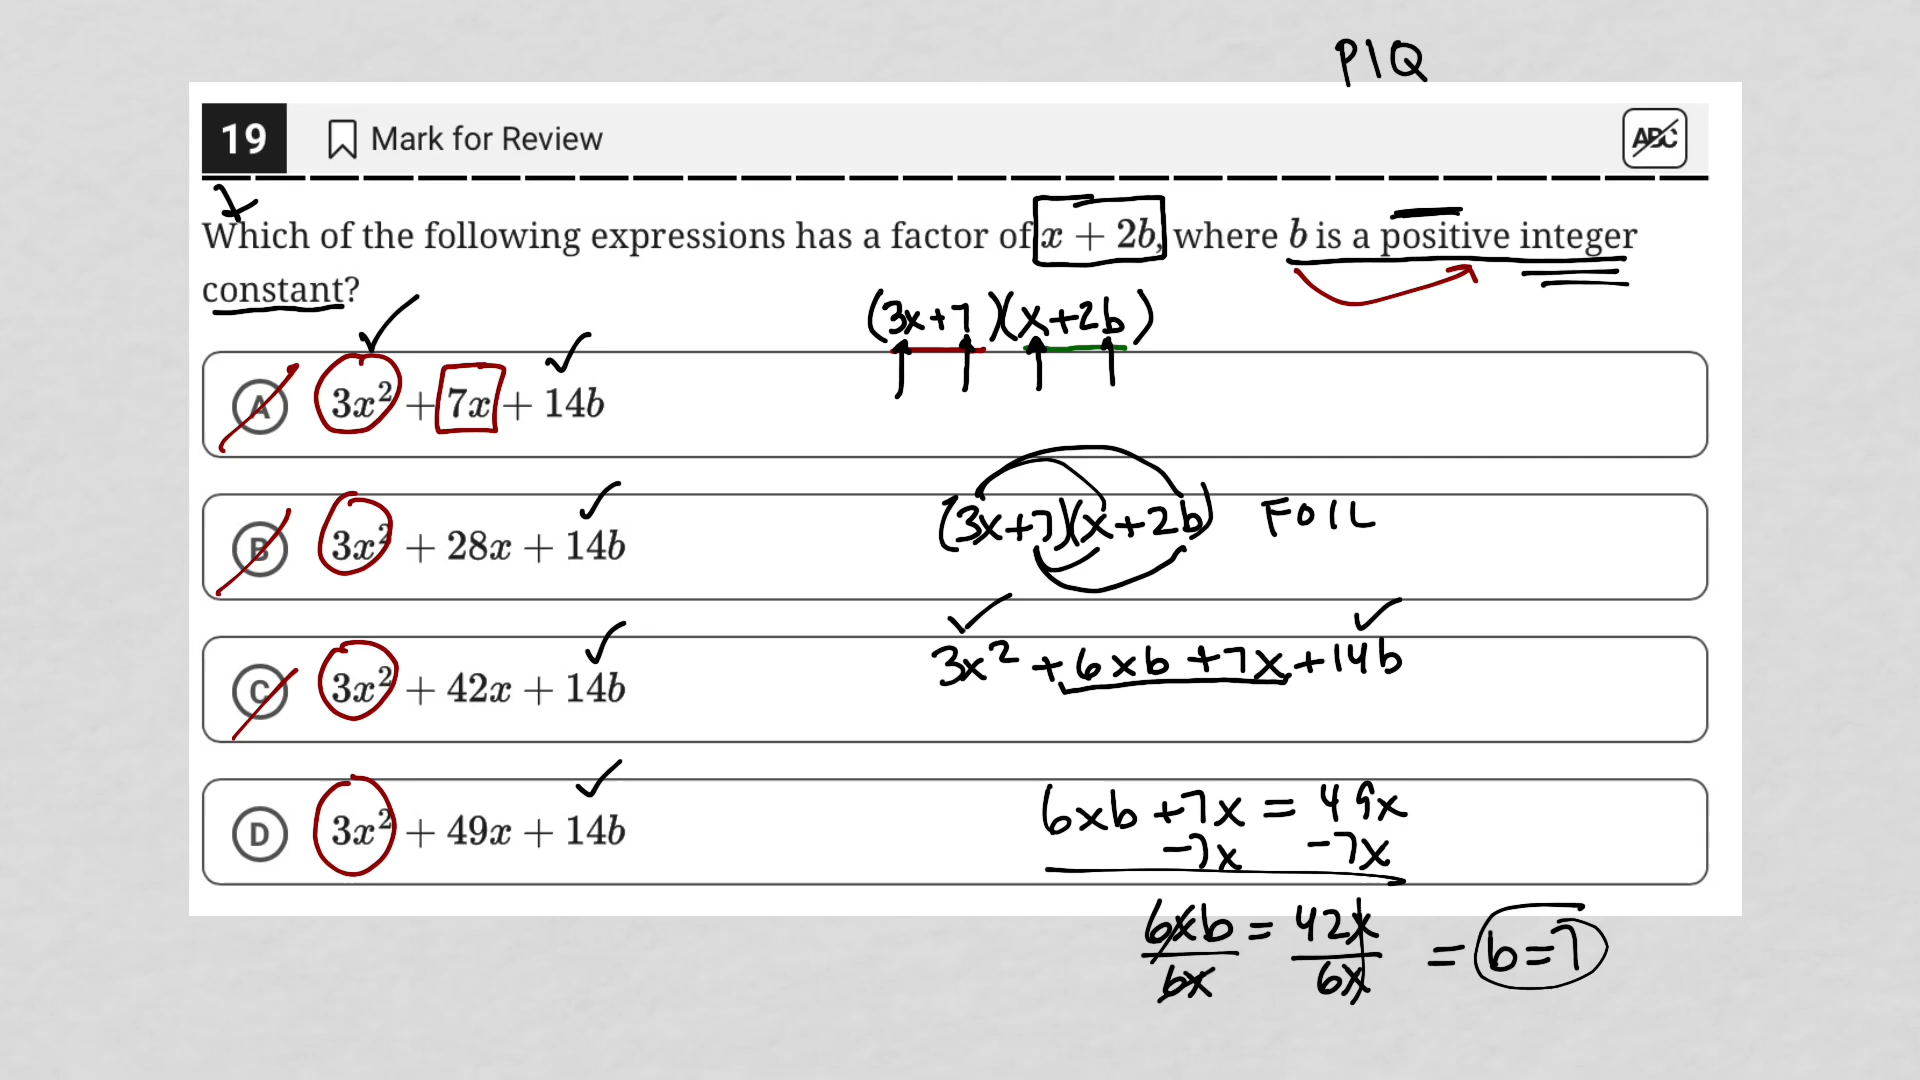 P1Q
19 Mark for Review ABC
Which of the following expressions has a factor of x + 2b, where b is a positive integer
constant?
(3x+7)(x+2b)
A 3x² + 7x + 14b
B 3x² + 28x + 14b
(3x+7)(x+2b) FOIL
C 3x² + 42x + 14b
3x² + 6xb + 7x + 14b
D 3x² + 49x + 14b
6xb + 7x = 49x
-7x -7x
6xb = 42x
6x 6x
= b=7